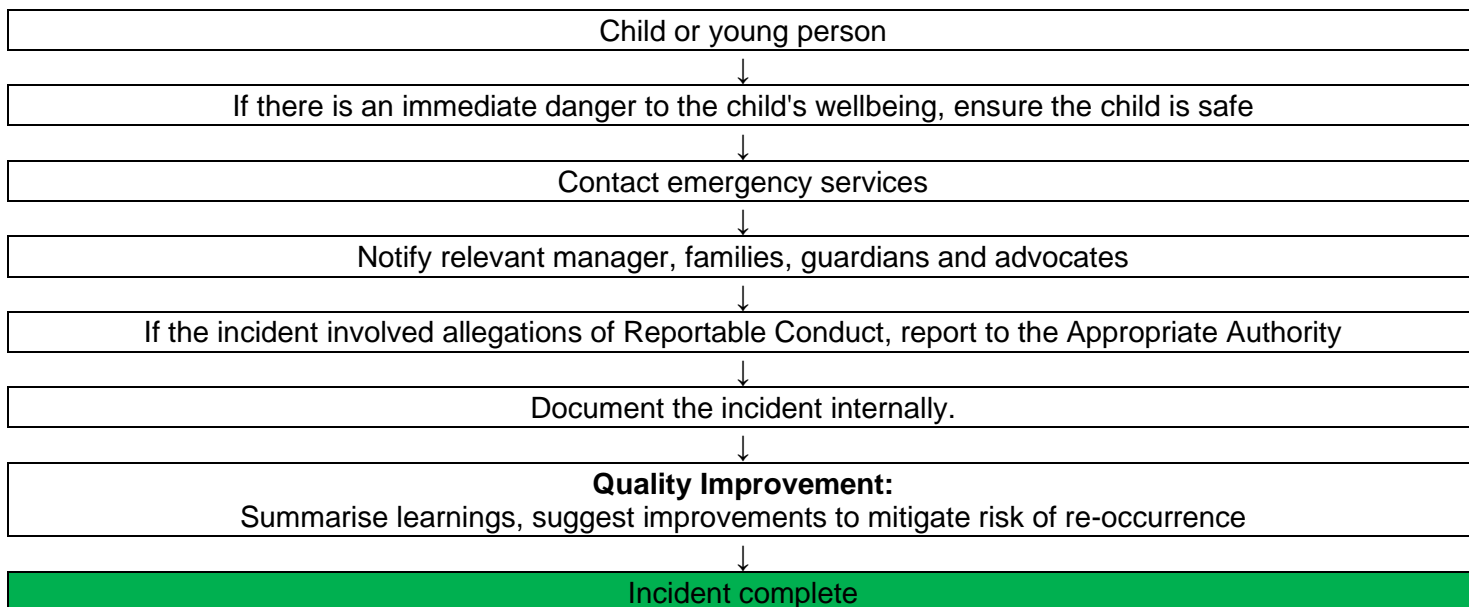 Child or young person
↓
If there is an immediate danger to the child's wellbeing, ensure the child is safe
↓
Contact emergency services
↓
Notify relevant manager, families, guardians and advocates
↓
If the incident involved allegations of Reportable Conduct, report to the Appropriate Authority
↓
Document the incident internally.
↓
Quality Improvement:
Summarise learnings, suggest improvements to mitigate risk of re-occurrence
↓
Incident complete